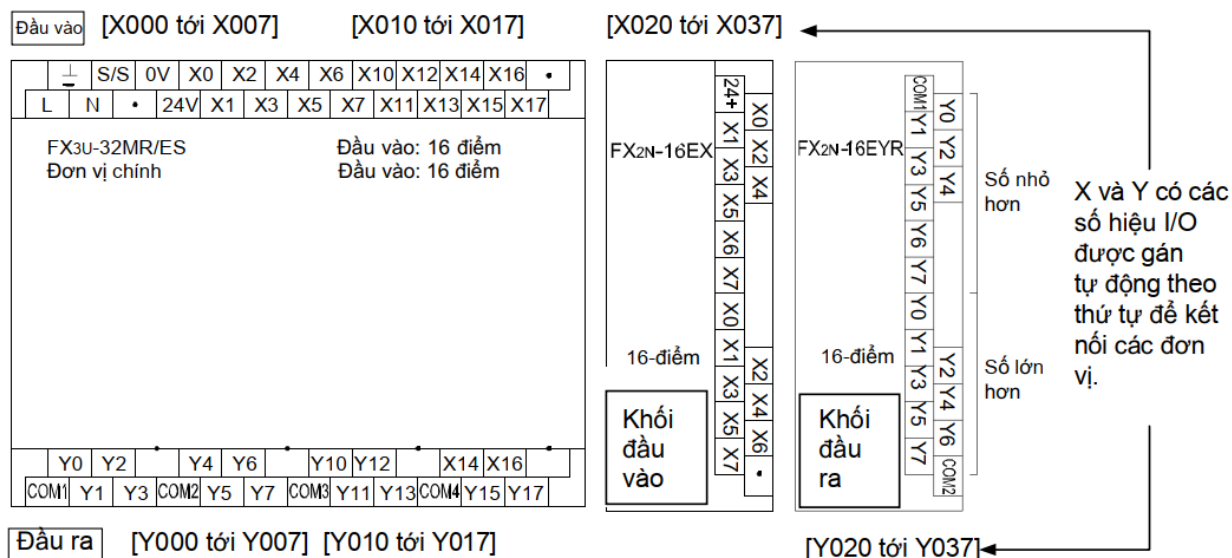 Đầu vào [X000 tới X007] [X010 tới X017] [X020 tới X037]
S/S 0V X0 X2 X4 X6 X10 X12 X14 X16 •
L N • 24V X1 X3 X5 X7 X11 X13 X15 X17
FX3U-32MR/ES Đầu vào: 16 điểm
Đơn vị chính Đầu vào: 16 điểm
Y0 Y2 Y4 Y6 Y10 Y12 X14 X16
COM1 Y1 Y3 COM2 Y5 Y7 COM3 Y11 Y13 COM4 Y15 Y17
Đầu ra [Y000 tới Y007] [Y010 tới Y017]
FX2N-16EX
24+ X1 X3 X5 X6 X7 X0 X1 X3 X5 X7
X0 X2 X4 X2 X4 X6 •
16-điểm
Khối
đầu
vào
FX2N-16EYR
COM1 Y1 Y3 Y5 Y6 Y7 Y0 Y1 Y3 Y5 Y7
Y0 Y2 Y4 Y2 Y4 Y6 COM2
16-điểm
Khối
đầu
ra
Số nhỏ
hơn
Số lớn
hơn
X và Y có các
số hiệu I/O
được gán
tự động theo
thứ tự để kết
nối các đơn
vị.
[Y020 tới Y037]